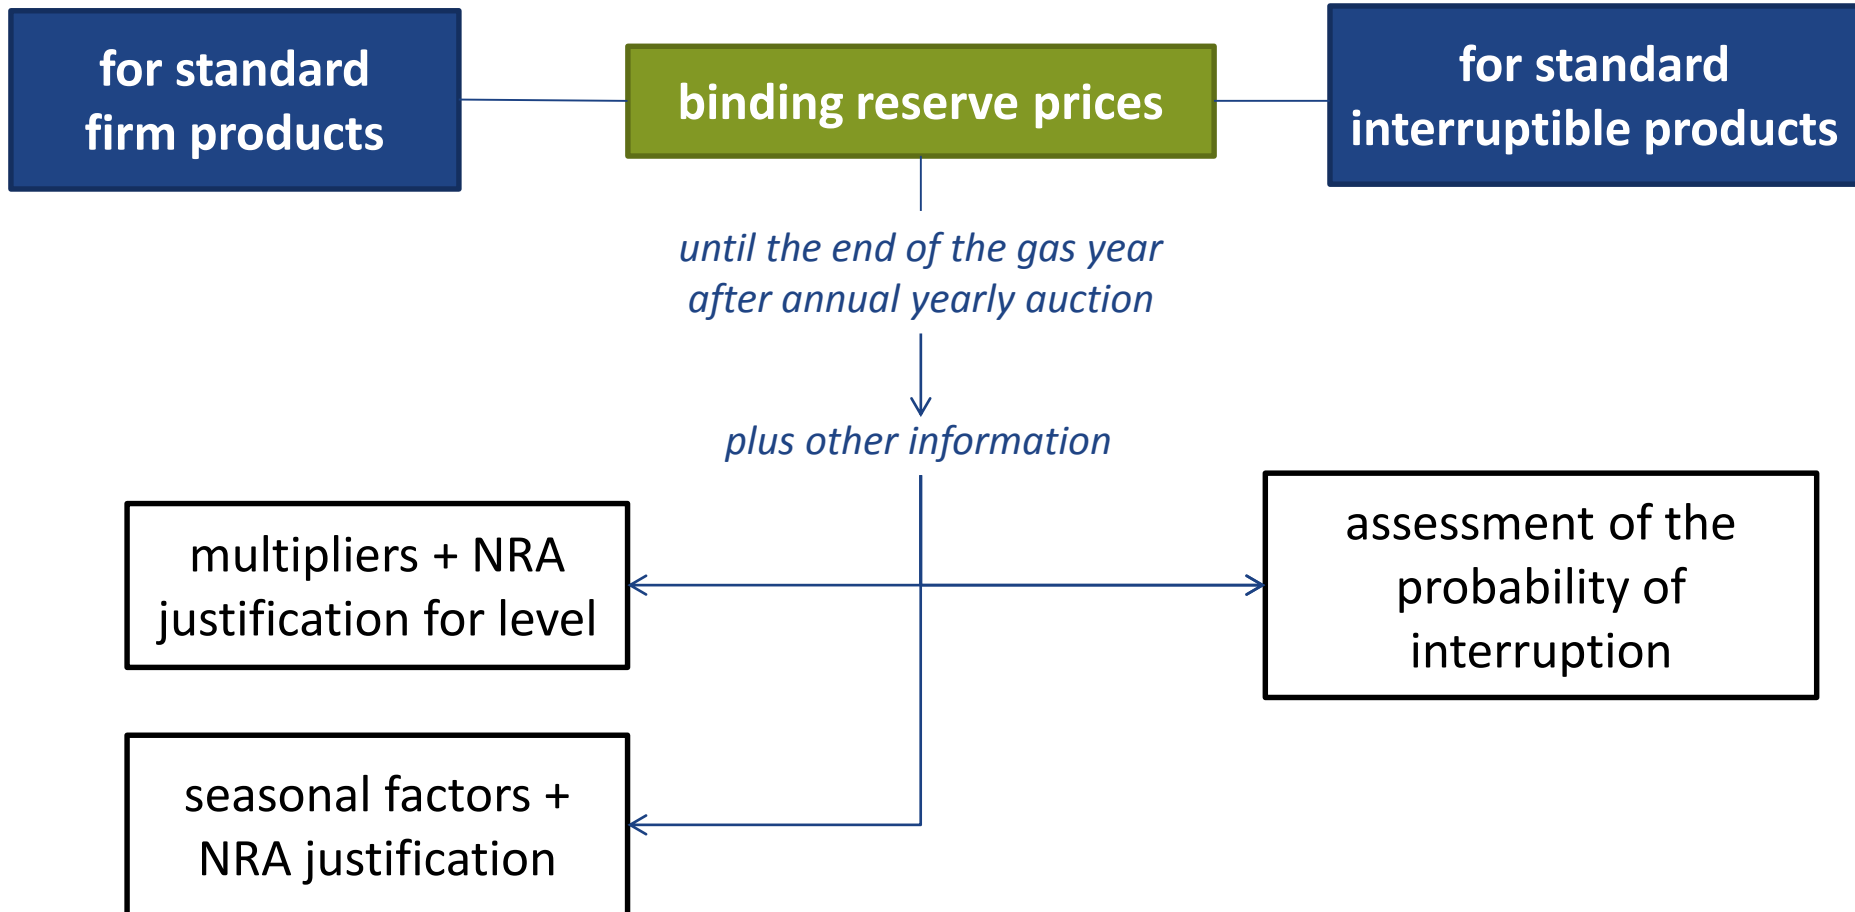 for standard
firm products
binding reserve prices
for standard
interruptible products
until the end of the gas year
after annual yearly auction
plus other information
multipliers + NRA
justification for level
assessment of the
probability of
interruption
seasonal factors +
NRA justification